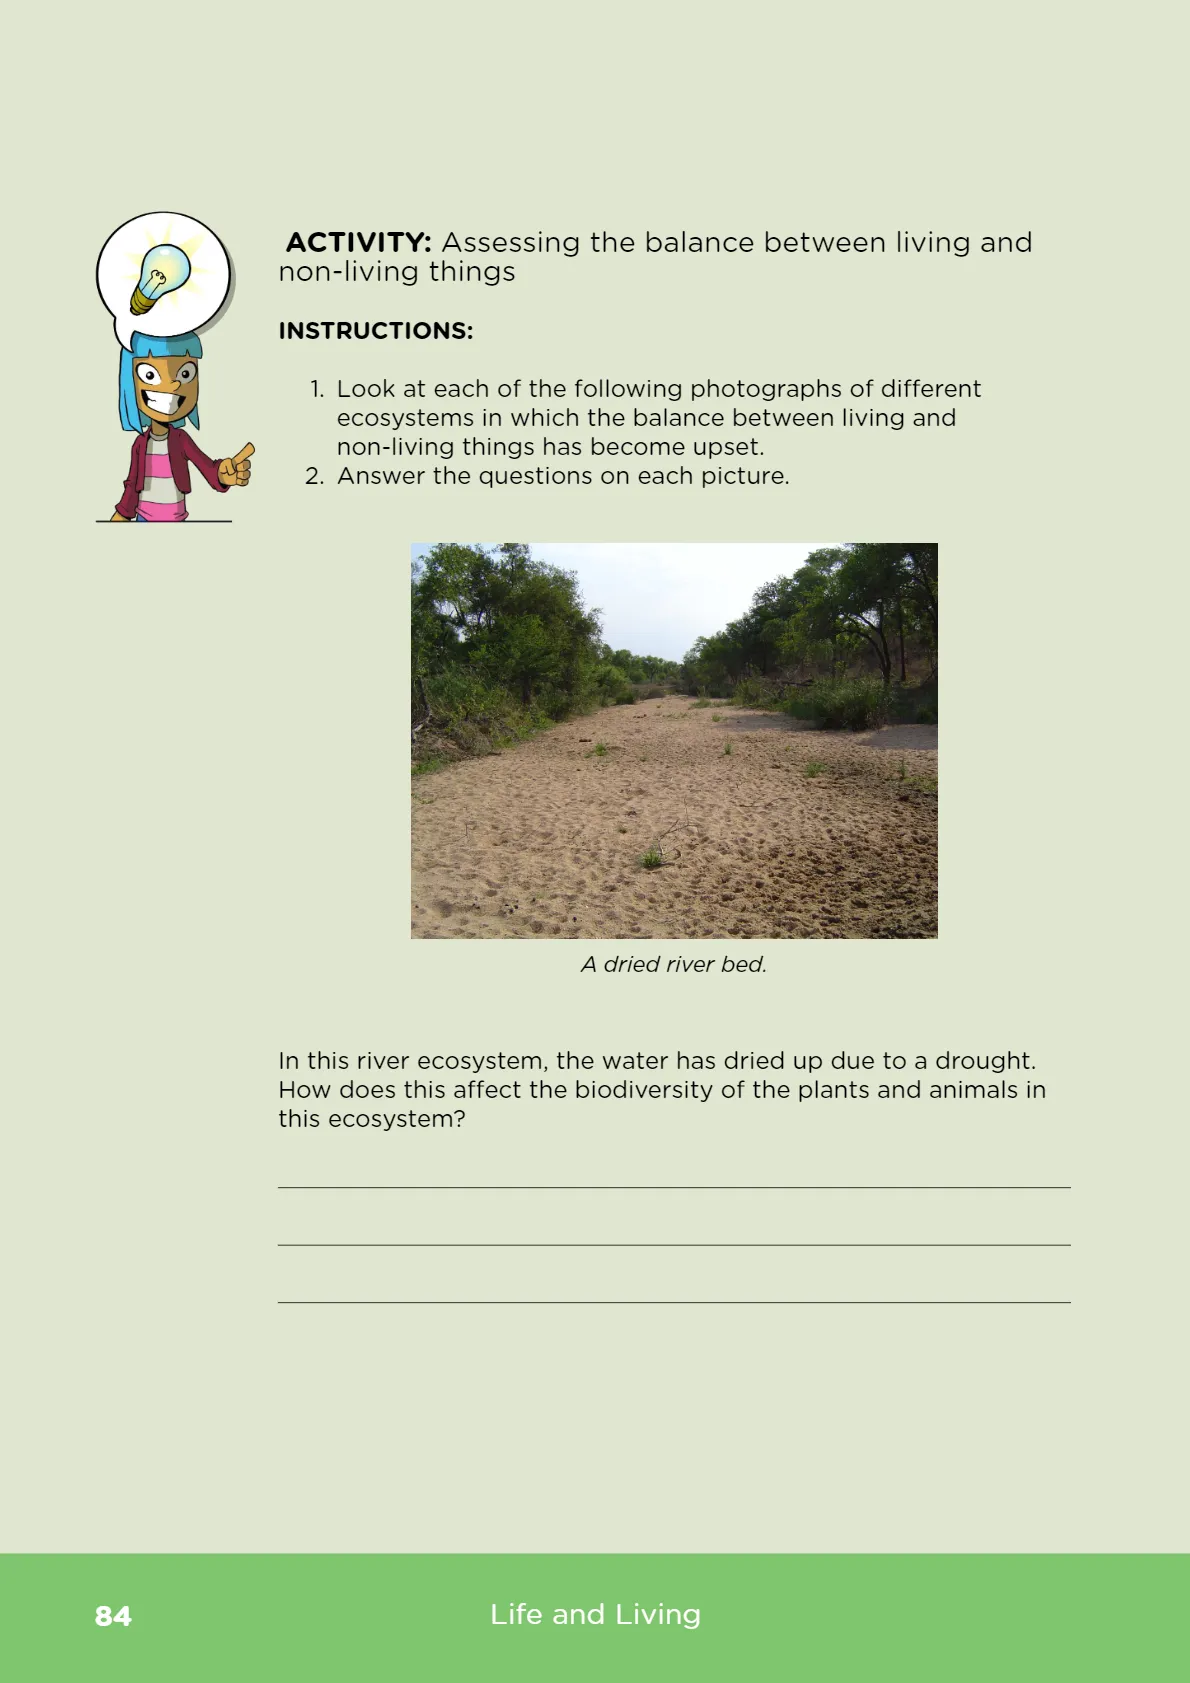 ACTIVITY: Assessing the balance between living and
non-living things
INSTRUCTIONS:
1. Look at each of the following photographs of different
ecosystems in which the balance between living and
non-living things has become upset.
2. Answer the questions on each picture.
A dried river bed.
In this river ecosystem, the water has dried up due to a drought.
How does this affect the biodiversity of the plants and animals in
this ecosystem?
84
Life and Living